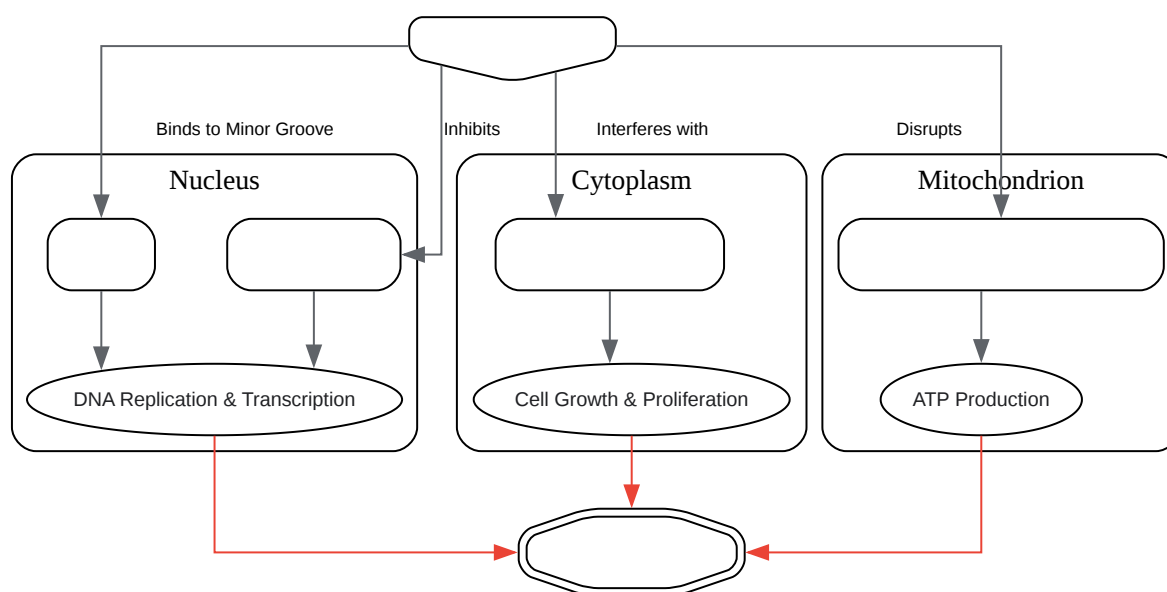 Binds to Minor Groove
Inhibits
Interferes with
Disrupts
Nucleus
Cytoplasm
Mitochondrion
DNA Replication & Transcription
Cell Growth & Proliferation
ATP Production